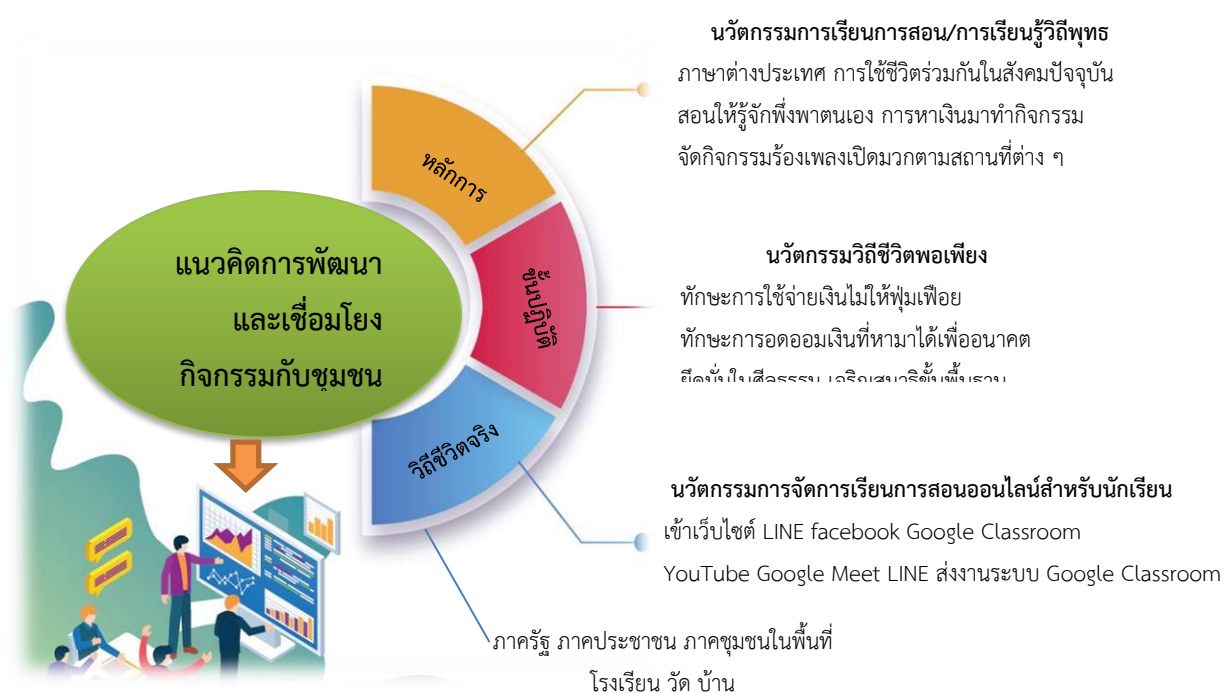 นวัตกรรมการเรียนการสอน/การเรียนรู้วิถีพุทธ
ภาษาต่างประเทศ การใช้ชีวิตร่วมกันในสังคมปัจจุบัน
สอนให้รู้จักพึ่งพาตนเอง การหาเงินมาทำกิจกรรม
จัดกิจกรรมร้องเพลงเปิดมวกตามสถานที่ต่าง ๆ
หลักการ
แนวคิดการพัฒนา
และเชื่อมโยง
กิจกรรมกับชุมชน
ขั้นปฏิบัติ
นวัตกรรมวิถีชีวิตพอเพียง
ทักษะการใช้จ่ายเงินไม่ให้ฟุ่มเฟือย
ทักษะการอดออมเงินที่หามาได้เพื่ออนาคต
วิถีชีวิตจริง
นวัตกรรมการจัดการเรียนการสอนออนไลน์สำหรับนักเรียน
เข้าเว็บไซต์ LINE facebook Google Classroom
YouTube Google Meet LINE ส่งงานระบบ Google Classroom
ภาครัฐ ภาคประชาชน ภาคชุมชนในพื้นที่
โรงเรียน วัด บ้าน